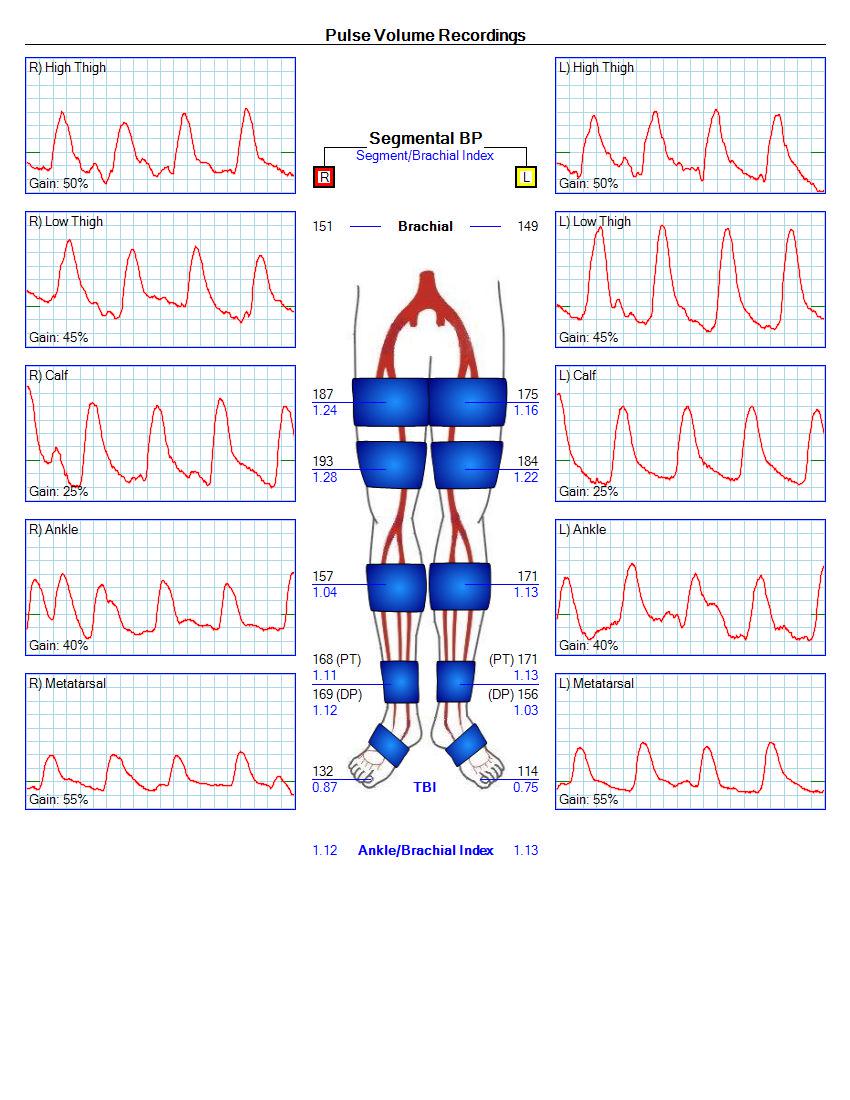 Pulse Volume Recordings
R) High Thigh
Gain: 50%
R) Low Thigh
Gain: 45%
R) Calf
Gain: 25%
R) Ankle
Gain: 40%
R) Metatarsal
Gain: 55%
Segmental BP
Segment/Brachial Index
R L
151 Brachial 149
187 175
1.24 1.16
193 184
1.28 1.22
157 171
1.04 1.13
168 (PT) (PT) 171
1.11 1.13
169 (DP) (DP) 156
1.12 1.03
132 114
0.87 TBI 0.75
1.12 Ankle/Brachial Index 1.13
L) High Thigh
Gain: 50%
L) Low Thigh
Gain: 45%
L) Calf
Gain: 25%
L) Ankle
Gain: 40%
L) Metatarsal
Gain: 55%